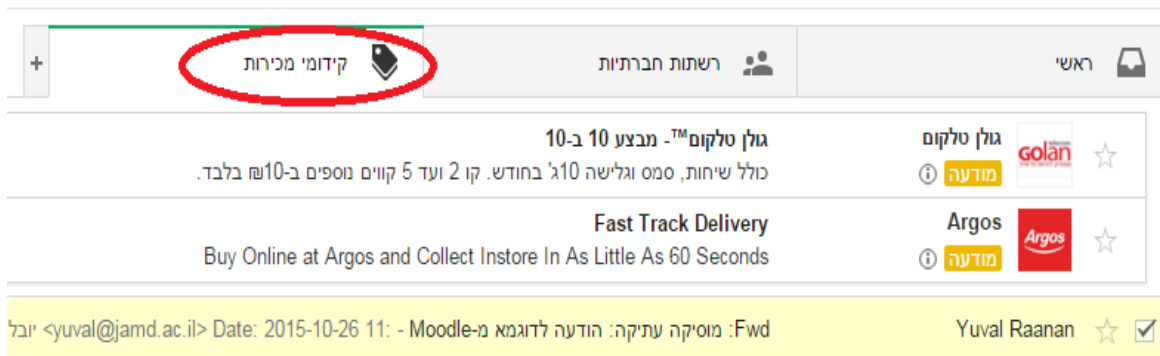 ראשי
רשתות חברתיות
קידומי מכירות
+
golan telecom
גולן טלקום
מודעה
גולן טלקום™- מבצע 10 ב-10
כולל שיחות, סמס וגלישה 10ג' בחודש. קו 2 ועד 5 קווים נוספים ב-10₪ בלבד.
Argos
Argos
מודעה
Fast Track Delivery
Buy Online at Argos and Collect Instore In As Little As 60 Seconds
Yuval Raanan
Fwd: מוסיקה עתיקה: הודעה לדוגמא מ-Moodle - יובל <yuval@jamd.ac.il> Date: 2015-10-26 11: